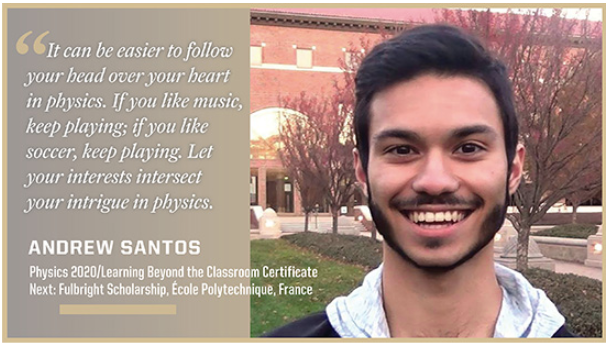 “It can be easier to follow
your head over your heart
in physics. If you like music,
keep playing; if you like
soccer, keep playing. Let
your interests intersect
your intrigue in physics.
ANDREW SANTOS
Physics 2020/Learning Beyond the Classroom Certificate
Next: Fulbright Scholarship, École Polytechnique, France